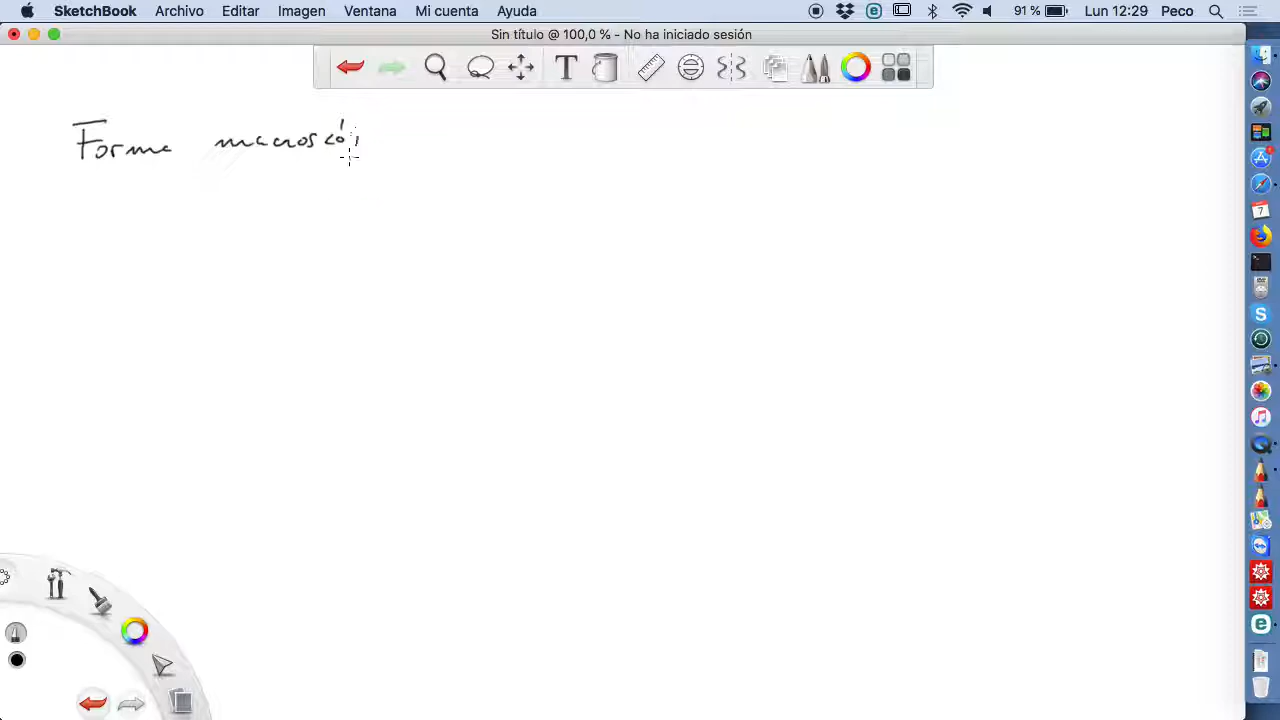 SketchBook Archivo Editar Imagen Ventana Mi cuenta Ayuda 91 % Lun 12:29 Peco
Sin título @ 100,0 % - No ha iniciado sesión
T
Forma macroscó